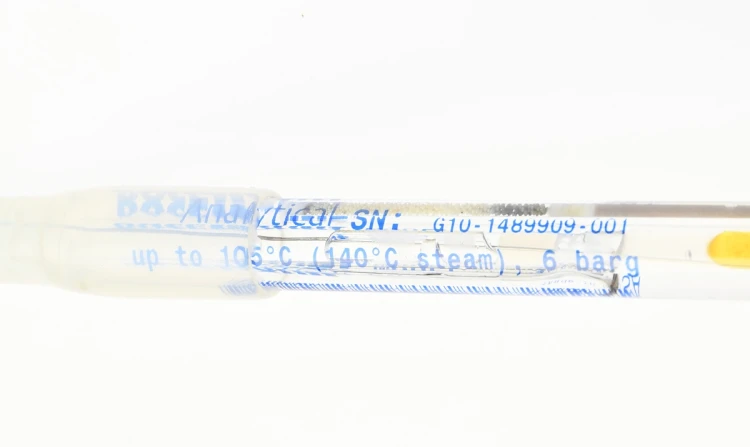 Analytical SN: G10-1489909-001
up to 105°C (140°C steam), 6 barg